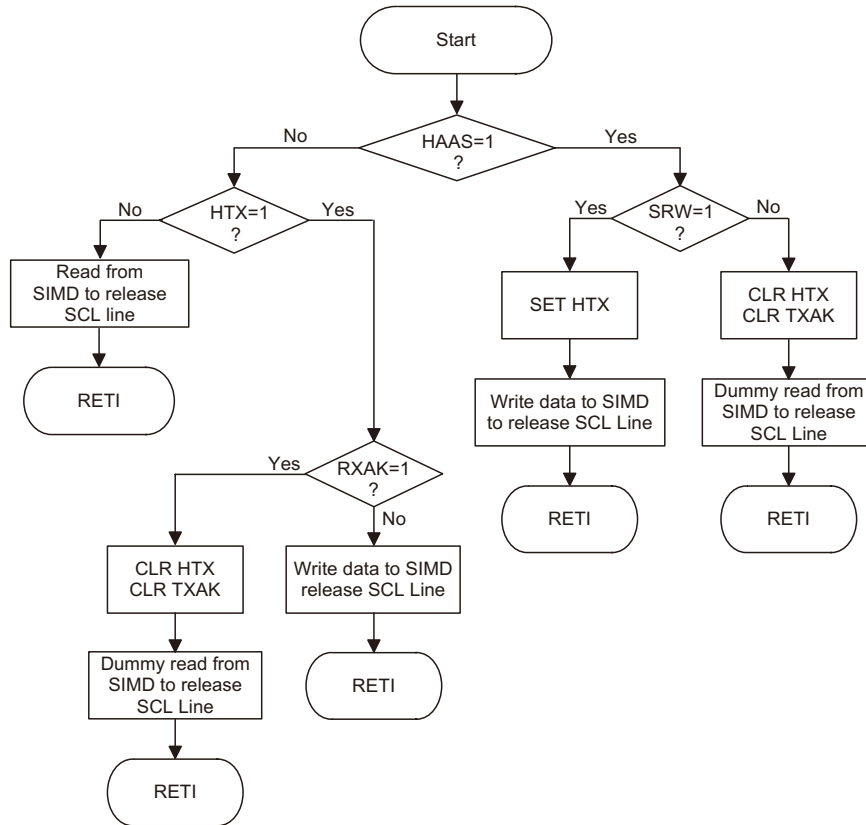 Start
HAAS=1
?
No
Yes
HTX=1
?
No
Yes
SRW=1
?
Yes
No
Read from
SIMD to release
SCL line
RETI
SET HTX
CLR HTX
CLR TXAK
Write data to SIMD
to release SCL Line
Dummy read from
SIMD to release
SCL Line
RETI
RETI
RXAK=1
?
Yes
No
CLR HTX
CLR TXAK
Write data to SIMD
release SCL Line
Dummy read from
SIMD to release
SCL Line
RETI
RETI